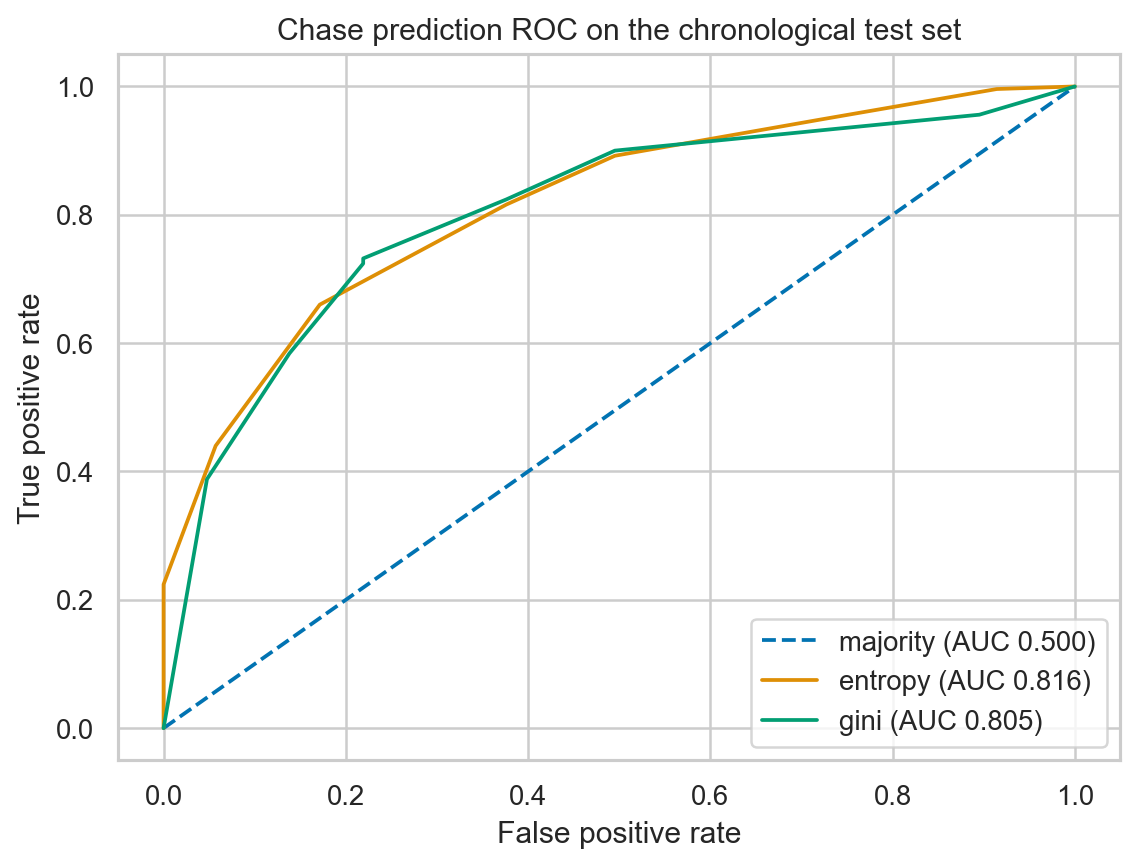 Chase prediction ROC on the chronological test set
True positive rate
1.0
0.8
0.6
0.4
0.2
0.0
majority (AUC 0.500)
entropy (AUC 0.816)
gini (AUC 0.805)
0.0 0.2 0.4 0.6 0.8 1.0
False positive rate